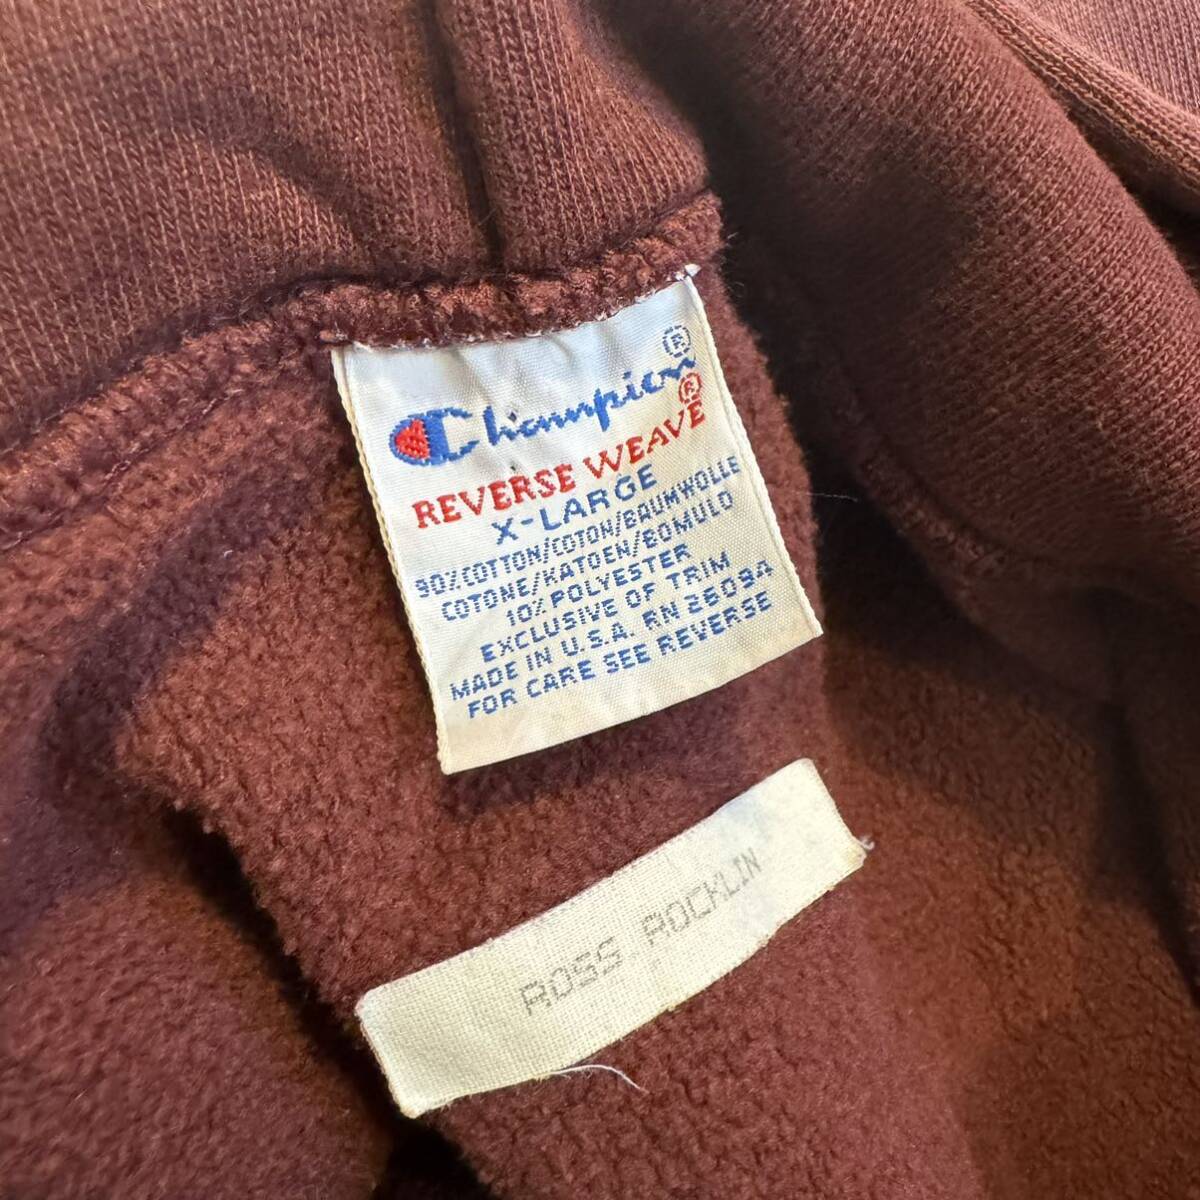 Champion®
REVERSE WEAVE®
X-LARGE
90% COTTON/COTON/BAUMWOLLE
COTONE/KATOEN/BOMULD
10% POLYESTER
EXCLUSIVE OF TRIM
MADE IN U.S.A. RN 26094
FOR CARE SEE REVERSE
ROSS ROCKLIN